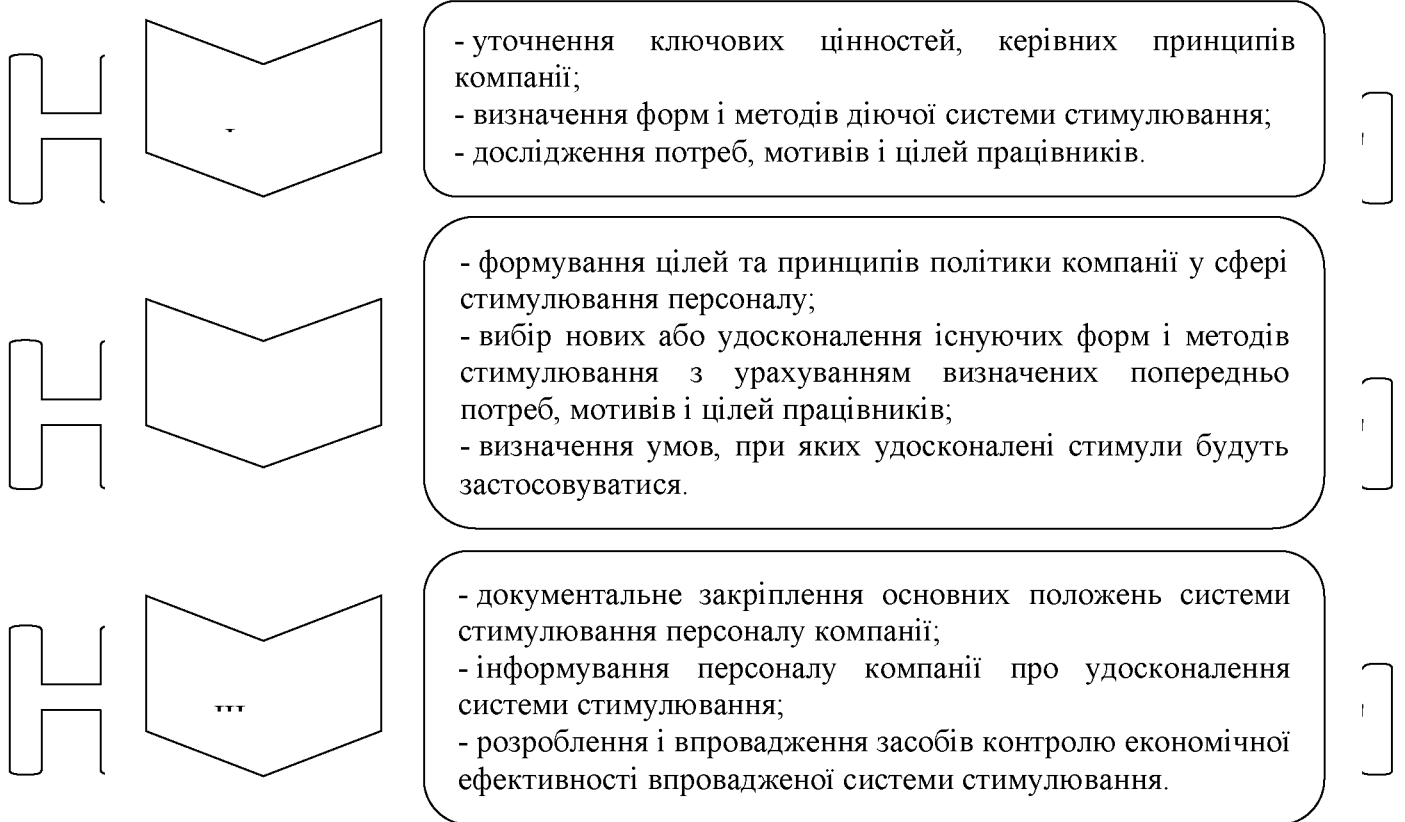 - уточнення ключових цінностей, керівних принципів
компанії;
- визначення форм і методів діючої системи стимулювання;
- дослідження потреб, мотивів і цілей працівників.
- формування цілей та принципів політики компанії у сфері
стимулювання персоналу;
- вибір нових або удосконалення існуючих форм і методів
стимулювання з урахуванням визначених попередньо
потреб, мотивів і цілей працівників;
- визначення умов, при яких удосконалені стимули будуть
застосовуватися.
- документальне закріплення основних положень системи
стимулювання персоналу компанії;
- інформування персоналу компанії про удосконалення
системи стимулювання;
- розроблення і впровадження засобів контролю економічної
ефективності впровадженої системи стимулювання.